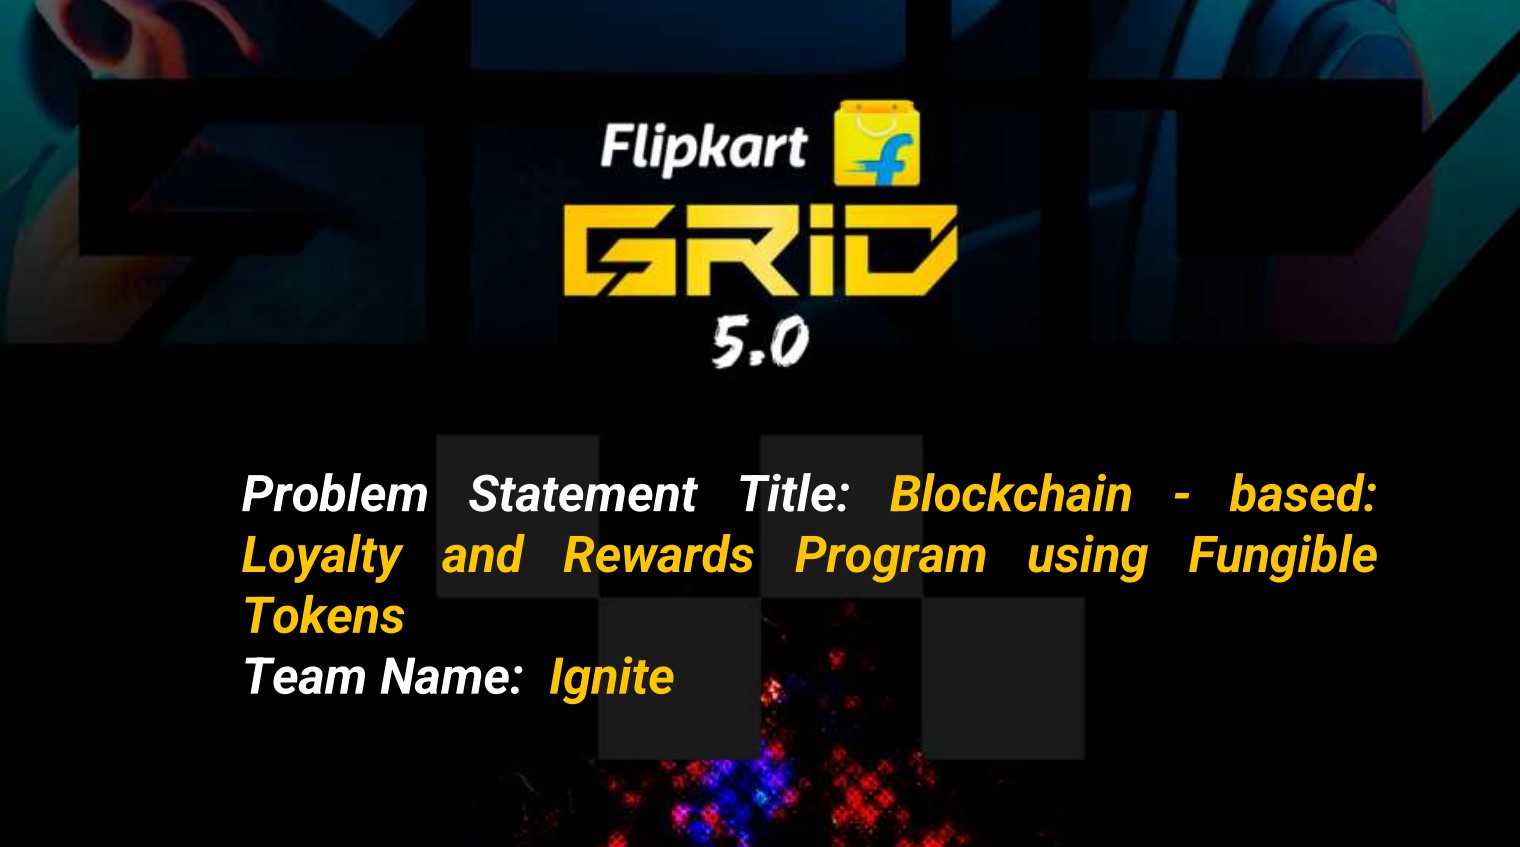 Flipkart
GRiD
5.0
Problem Statement Title: Blockchain - based:
Loyalty and Rewards Program using Fungible
Tokens
Team Name: Ignite